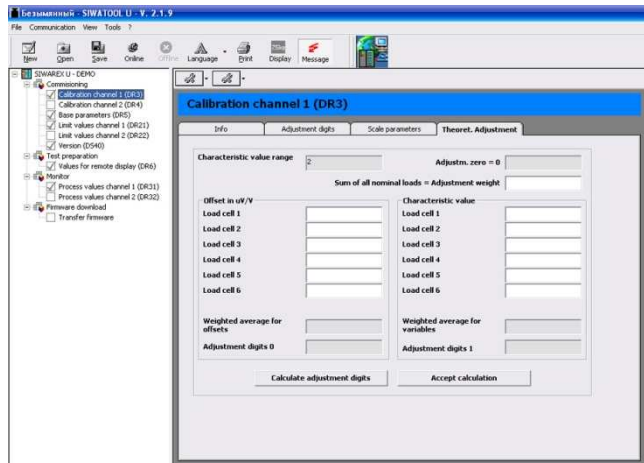 Безымянный - SIWATOOL U - V. 2.1.9
File Communication View Tools ?
New Open Save Online Offline Language Print Display Message
SIWAREX U - DEMO
Commisioning
Calibration channel 1 (DR3)
Calibration channel 2 (DR4)
Base parameters (DR5)
Limit values channel 1 (DR21)
Limit values channel 2 (DR22)
Version (DS40)
Test preparation
Values for remote display (DR6)
Monitor
Process values channel 1 (DR31)
Process values channel 2 (DR32)
Firmware download
Transfer firmware
Calibration channel 1 (DR3)
Info Adjustment digits Scale parameters Theoret. Adjustment
Characteristic value range 2 Adjustm. zero = 0
Sum of all nominal loads = Adjustment weight
Offset in uV/V Characteristic value
Load cell 1 Load cell 1
Load cell 2 Load cell 2
Load cell 3 Load cell 3
Load cell 4 Load cell 4
Load cell 5 Load cell 5
Load cell 6 Load cell 6
Weighted average for offsets Weighted average for variables
Adjustment digits 0 Adjustment digits 1
Calculate adjustment digits Accept calculation